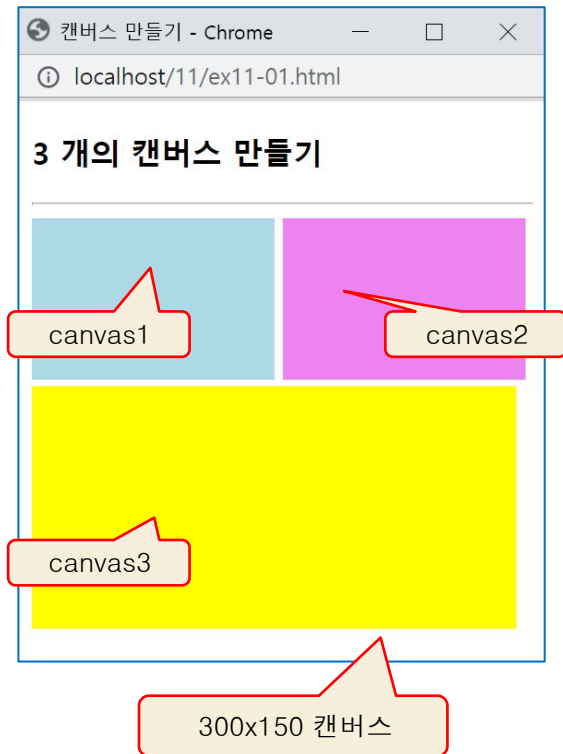 캔버스 만들기 - Chrome
localhost/11/ex11-01.html
3 개의 캔버스 만들기
canvas1
canvas2
canvas3
300x150 캔버스